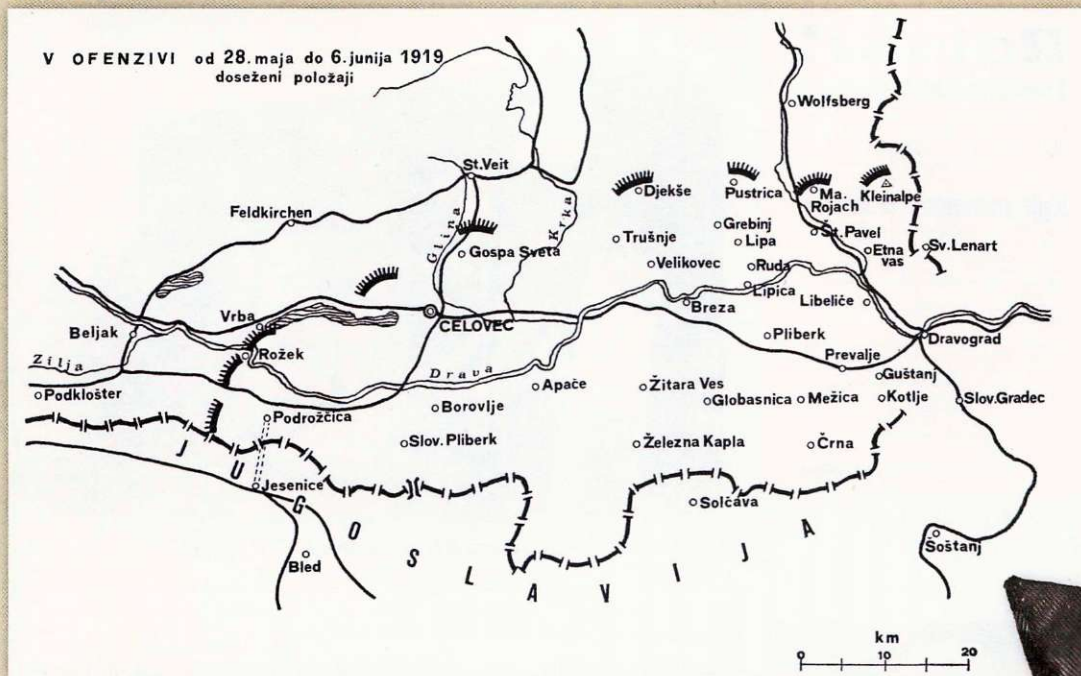 V OFENZIVI od 28. maja do 6. junija 1919
doseženi položaji
Wolfsberg
St. Veit
Djekše
Pustrica
Ma.
Rojach
Kleinalpe
Feldkirchen
Glina
Krka
Gospa Sveta
Trušnje
Grebinj
Lipa
Št. Pavel
Etna
vas
Sv. Lenart
Velikovec
Ruda
Lipica
Libeliče
Vrba
CELOVEC
Breza
Beljak
Rožek
Pliberk
Dravograd
Zilja
Drava
Prevalje
Podklošter
Apače
Žitara Ves
Guštanj
Podrožčica
Borovlje
Globasnica
Mežica
Kotlje
Slov. Gradec
Slov. Pliberk
Železna Kapla
Črna
Jesenice
Solčava
JUGOSLAVIJA
Bled
Šoštanj
km
0 10 20